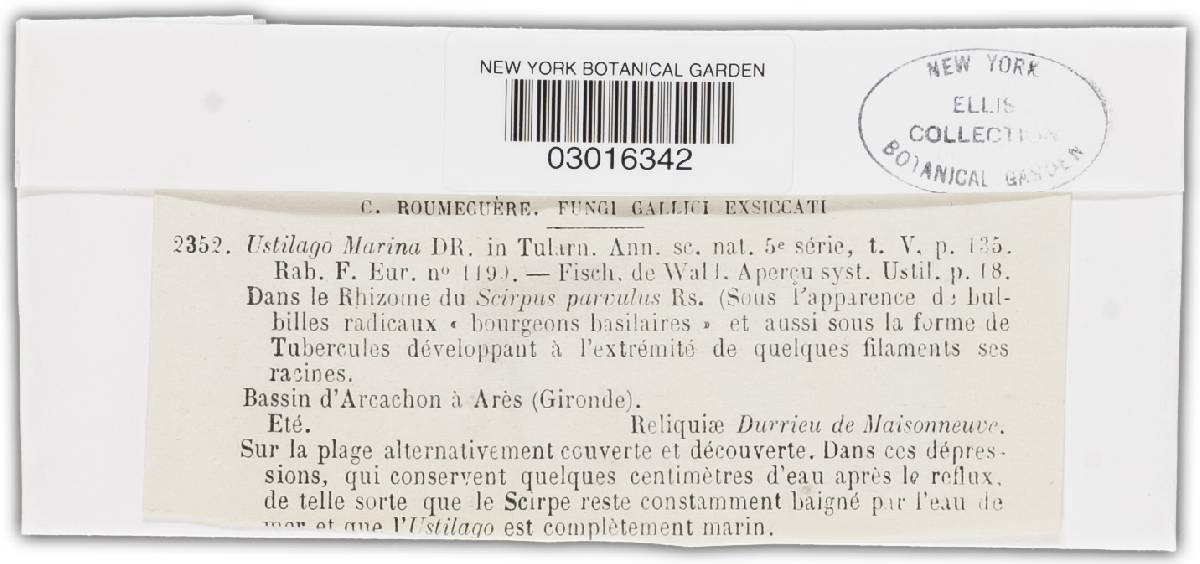 NEW YORK BOTANICAL GARDEN
03016342
NEW YORK
ELLIS
COLLECTION
BOTANICAL GARDEN
C. ROUMEGUÈRE. FUNGI GALLICI EXSICCATI
2352. Ustilago Marina DR. in Tularn. Ann. sc. nat. 5e série, t. V. p. 135.
Rab. F. Eur. no — Fisch. de Wald. Aperçu syst. Ustil. p. 18.
Dans le Rhizome du Scirpus parvulus Rs. (Sous l'apparence de bul-
billes radicaux « bourgeons basilaires » et aussi sous la forme de
Tubercules développant à l'extrémité de quelques filaments ses
racines.
Bassin d'Arcachon à Arès (Gironde).
Eté. Reliquiæ Durrieu de Maisonneuve.
Sur la plage alternativement couverte et découverte. Dans ces dépres-
sions, qui conservent quelques centimètres d'eau après le reflux,
de telle sorte que le Scirpe reste constamment baigné par l'eau de
mer et que l'Ustilago est complètement marin.